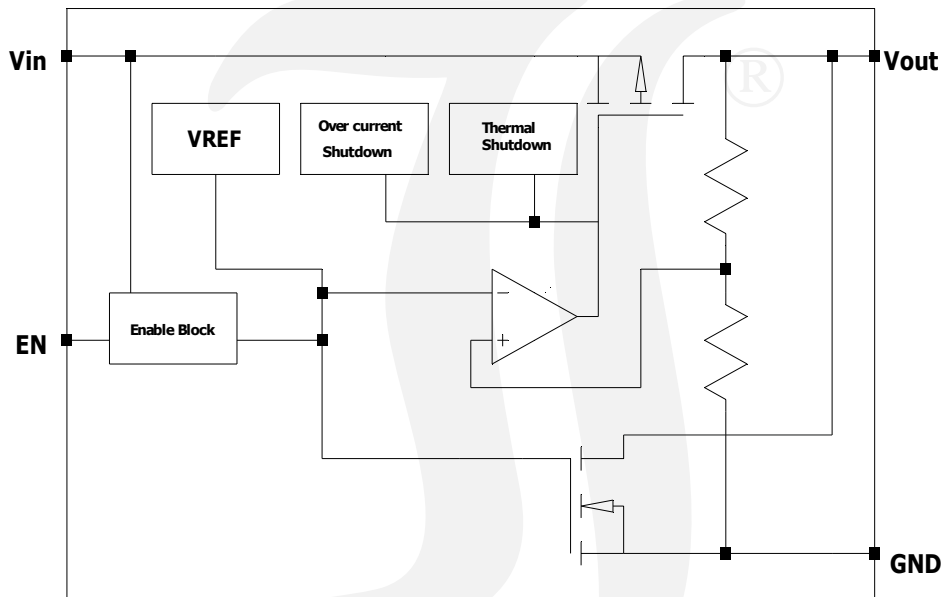 Vin
Vout
®
VREF
Over current
Shutdown
Thermal
Shutdown
−
+
EN
Enable Block
GND